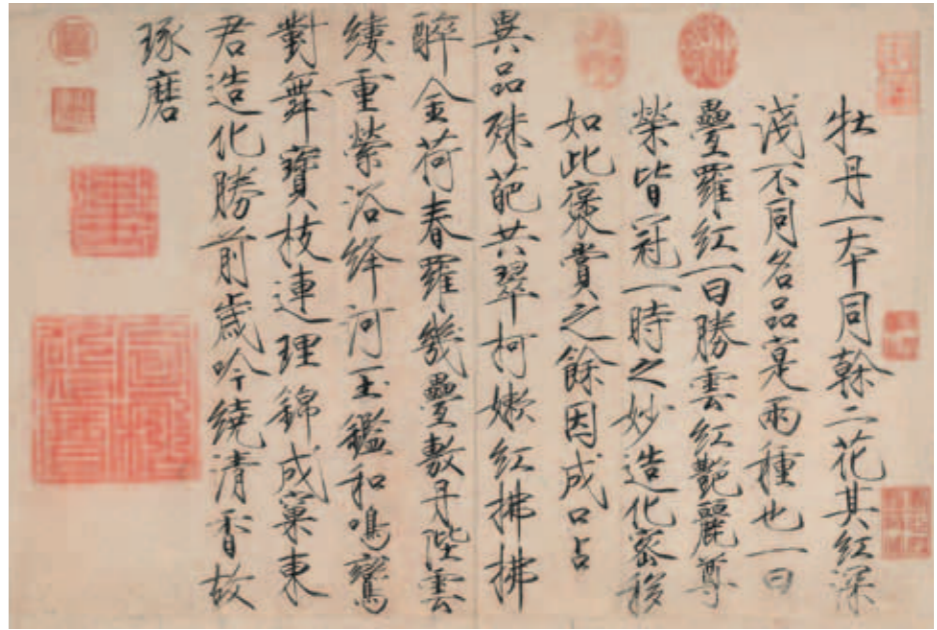 牡丹一本同榦二花其紅深
淺不同名品寔兩種也一曰
疊羅紅一曰勝雲紅艷麗尊
榮皆冠一時之妙造化密移
如此褒賞之餘因成口占
異品殊葩共翠柯嫩紅拂拂
醉金荷春羅幾疊敷丹陛雲
縷重縈浴絳河玉鑑和鳴鸞
對舞寶枝連理錦成窠東
君造化勝前歲吟繞清香故
琢磨